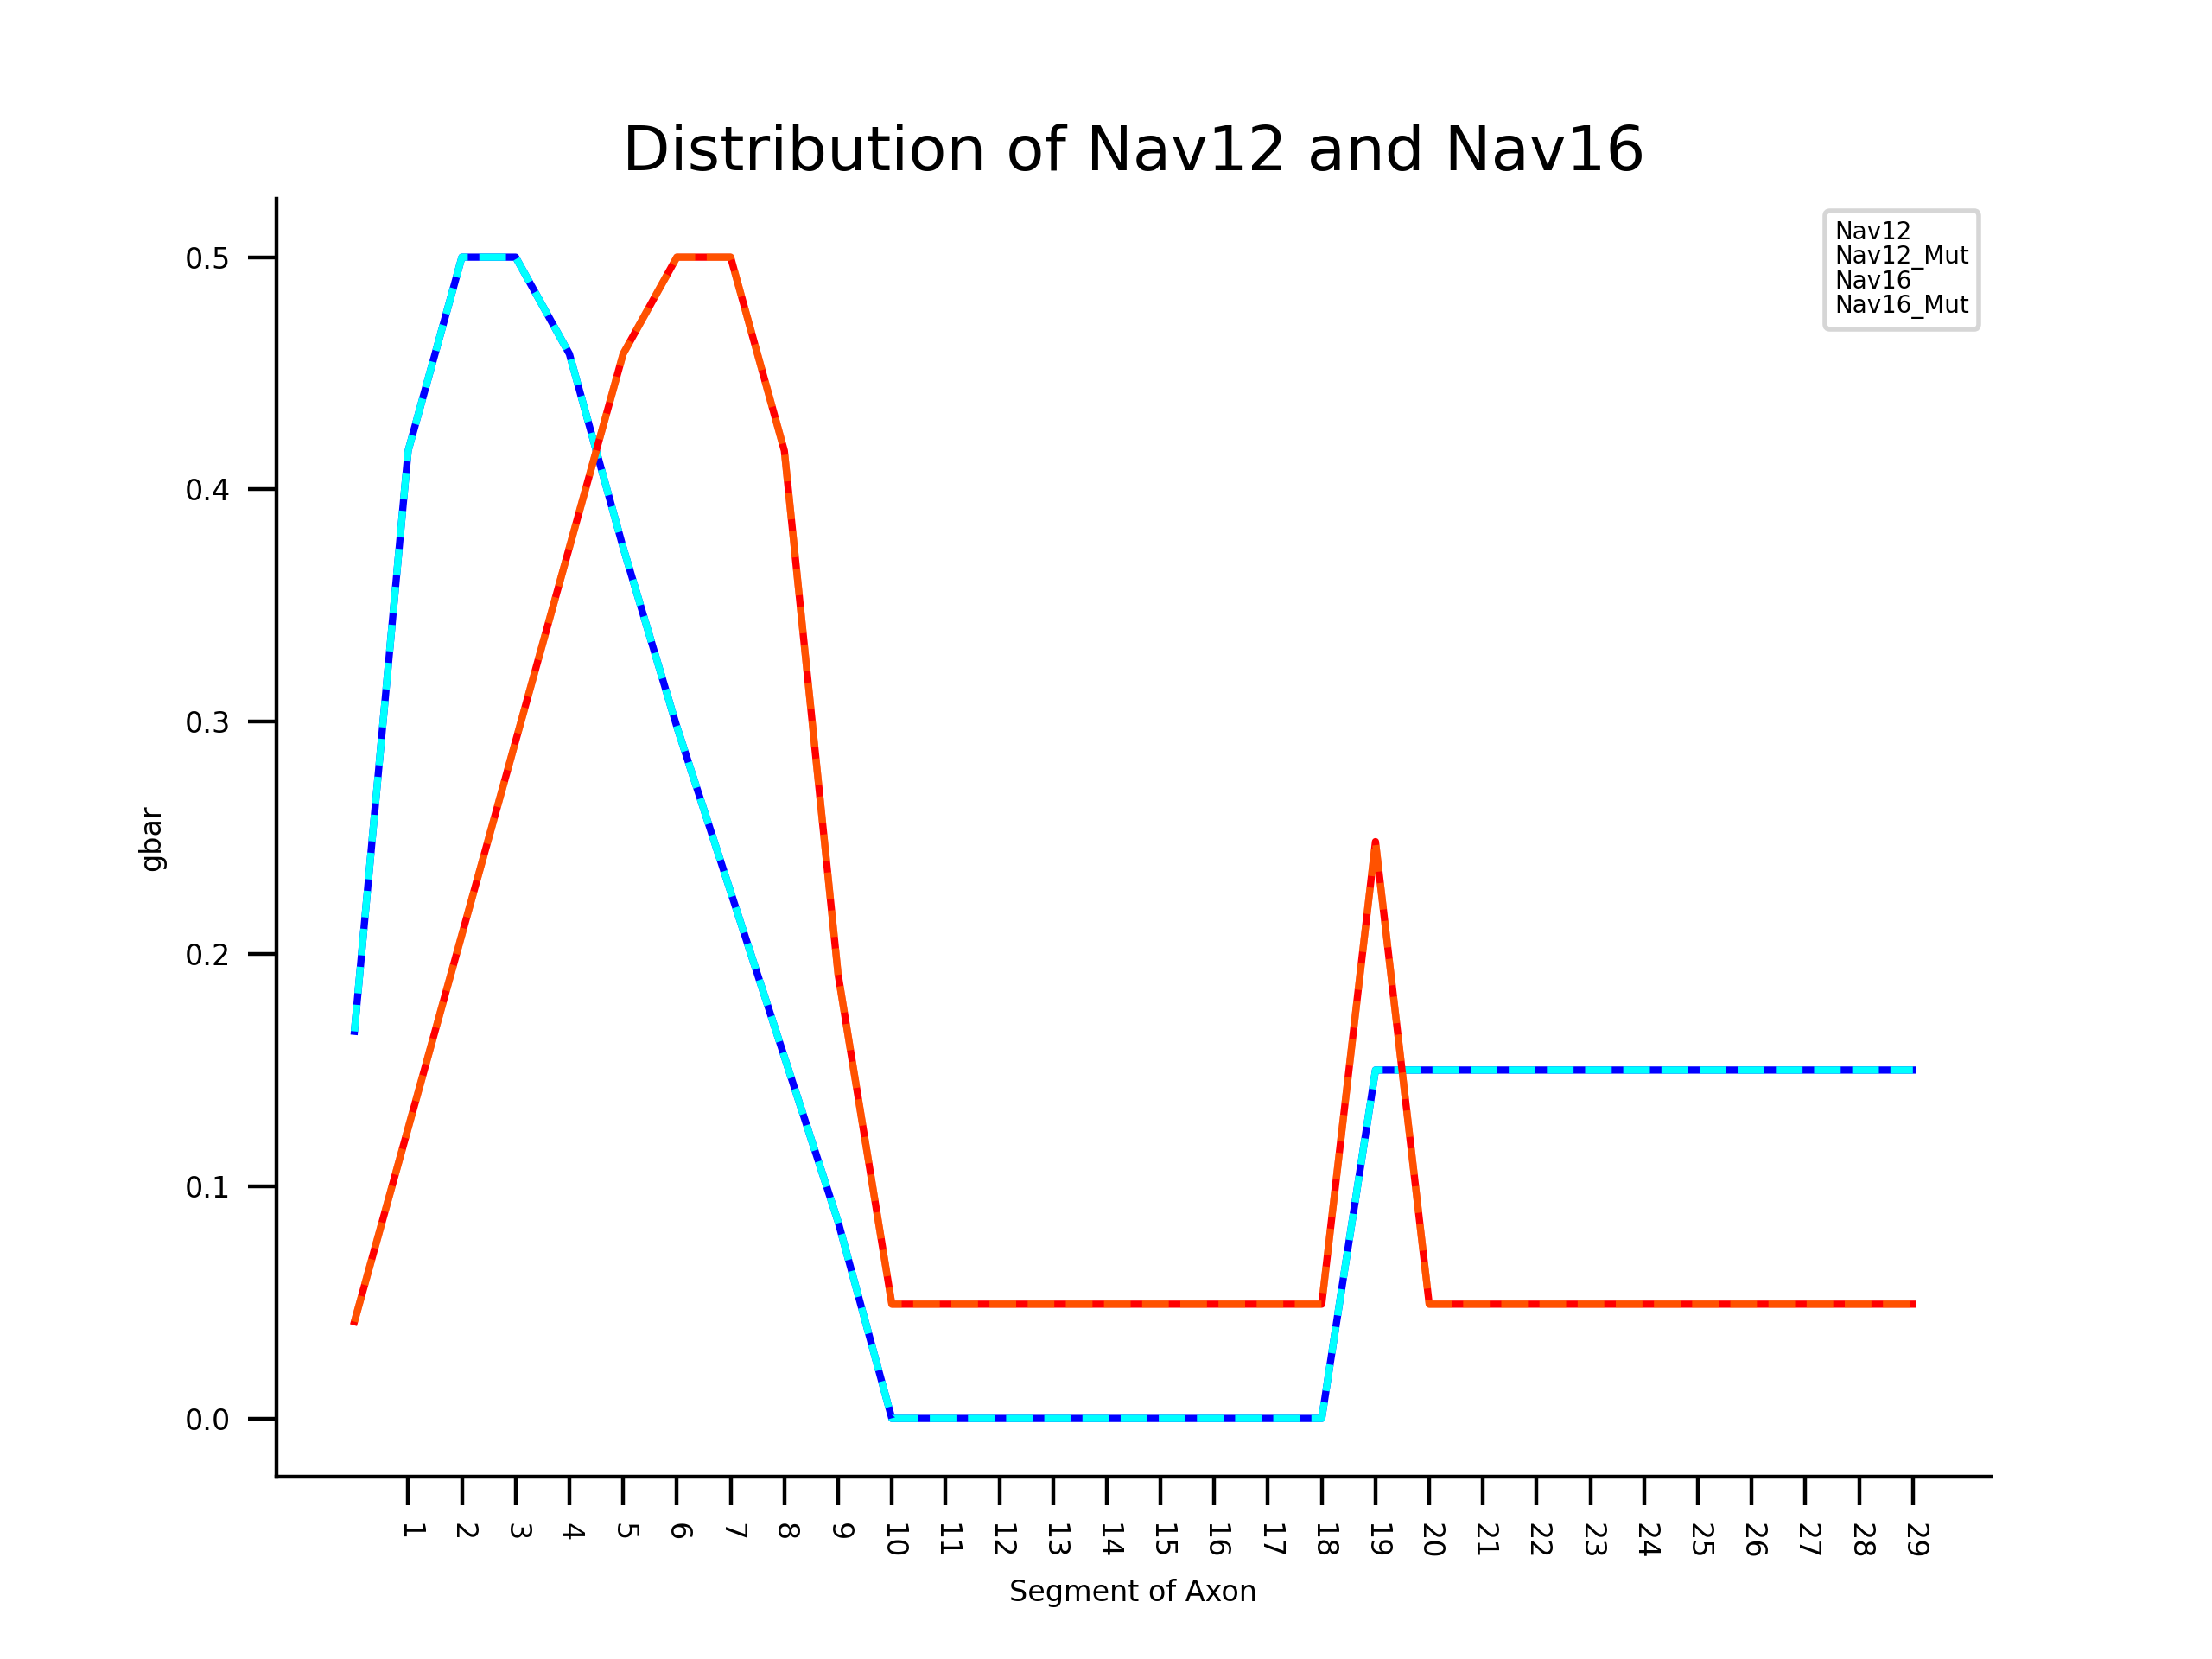 Distribution of Nav12 and Nav16
Nav12
Nav12_Mut
Nav16
Nav16_Mut
0.5
0.4
0.3
0.2
0.1
0.0
gbar
1 2 3 4 5 6 7 8 9 10 11 12 13 14 15 16 17 18 19 20 21 22 23 24 25 26 27 28 29
Segment of Axon